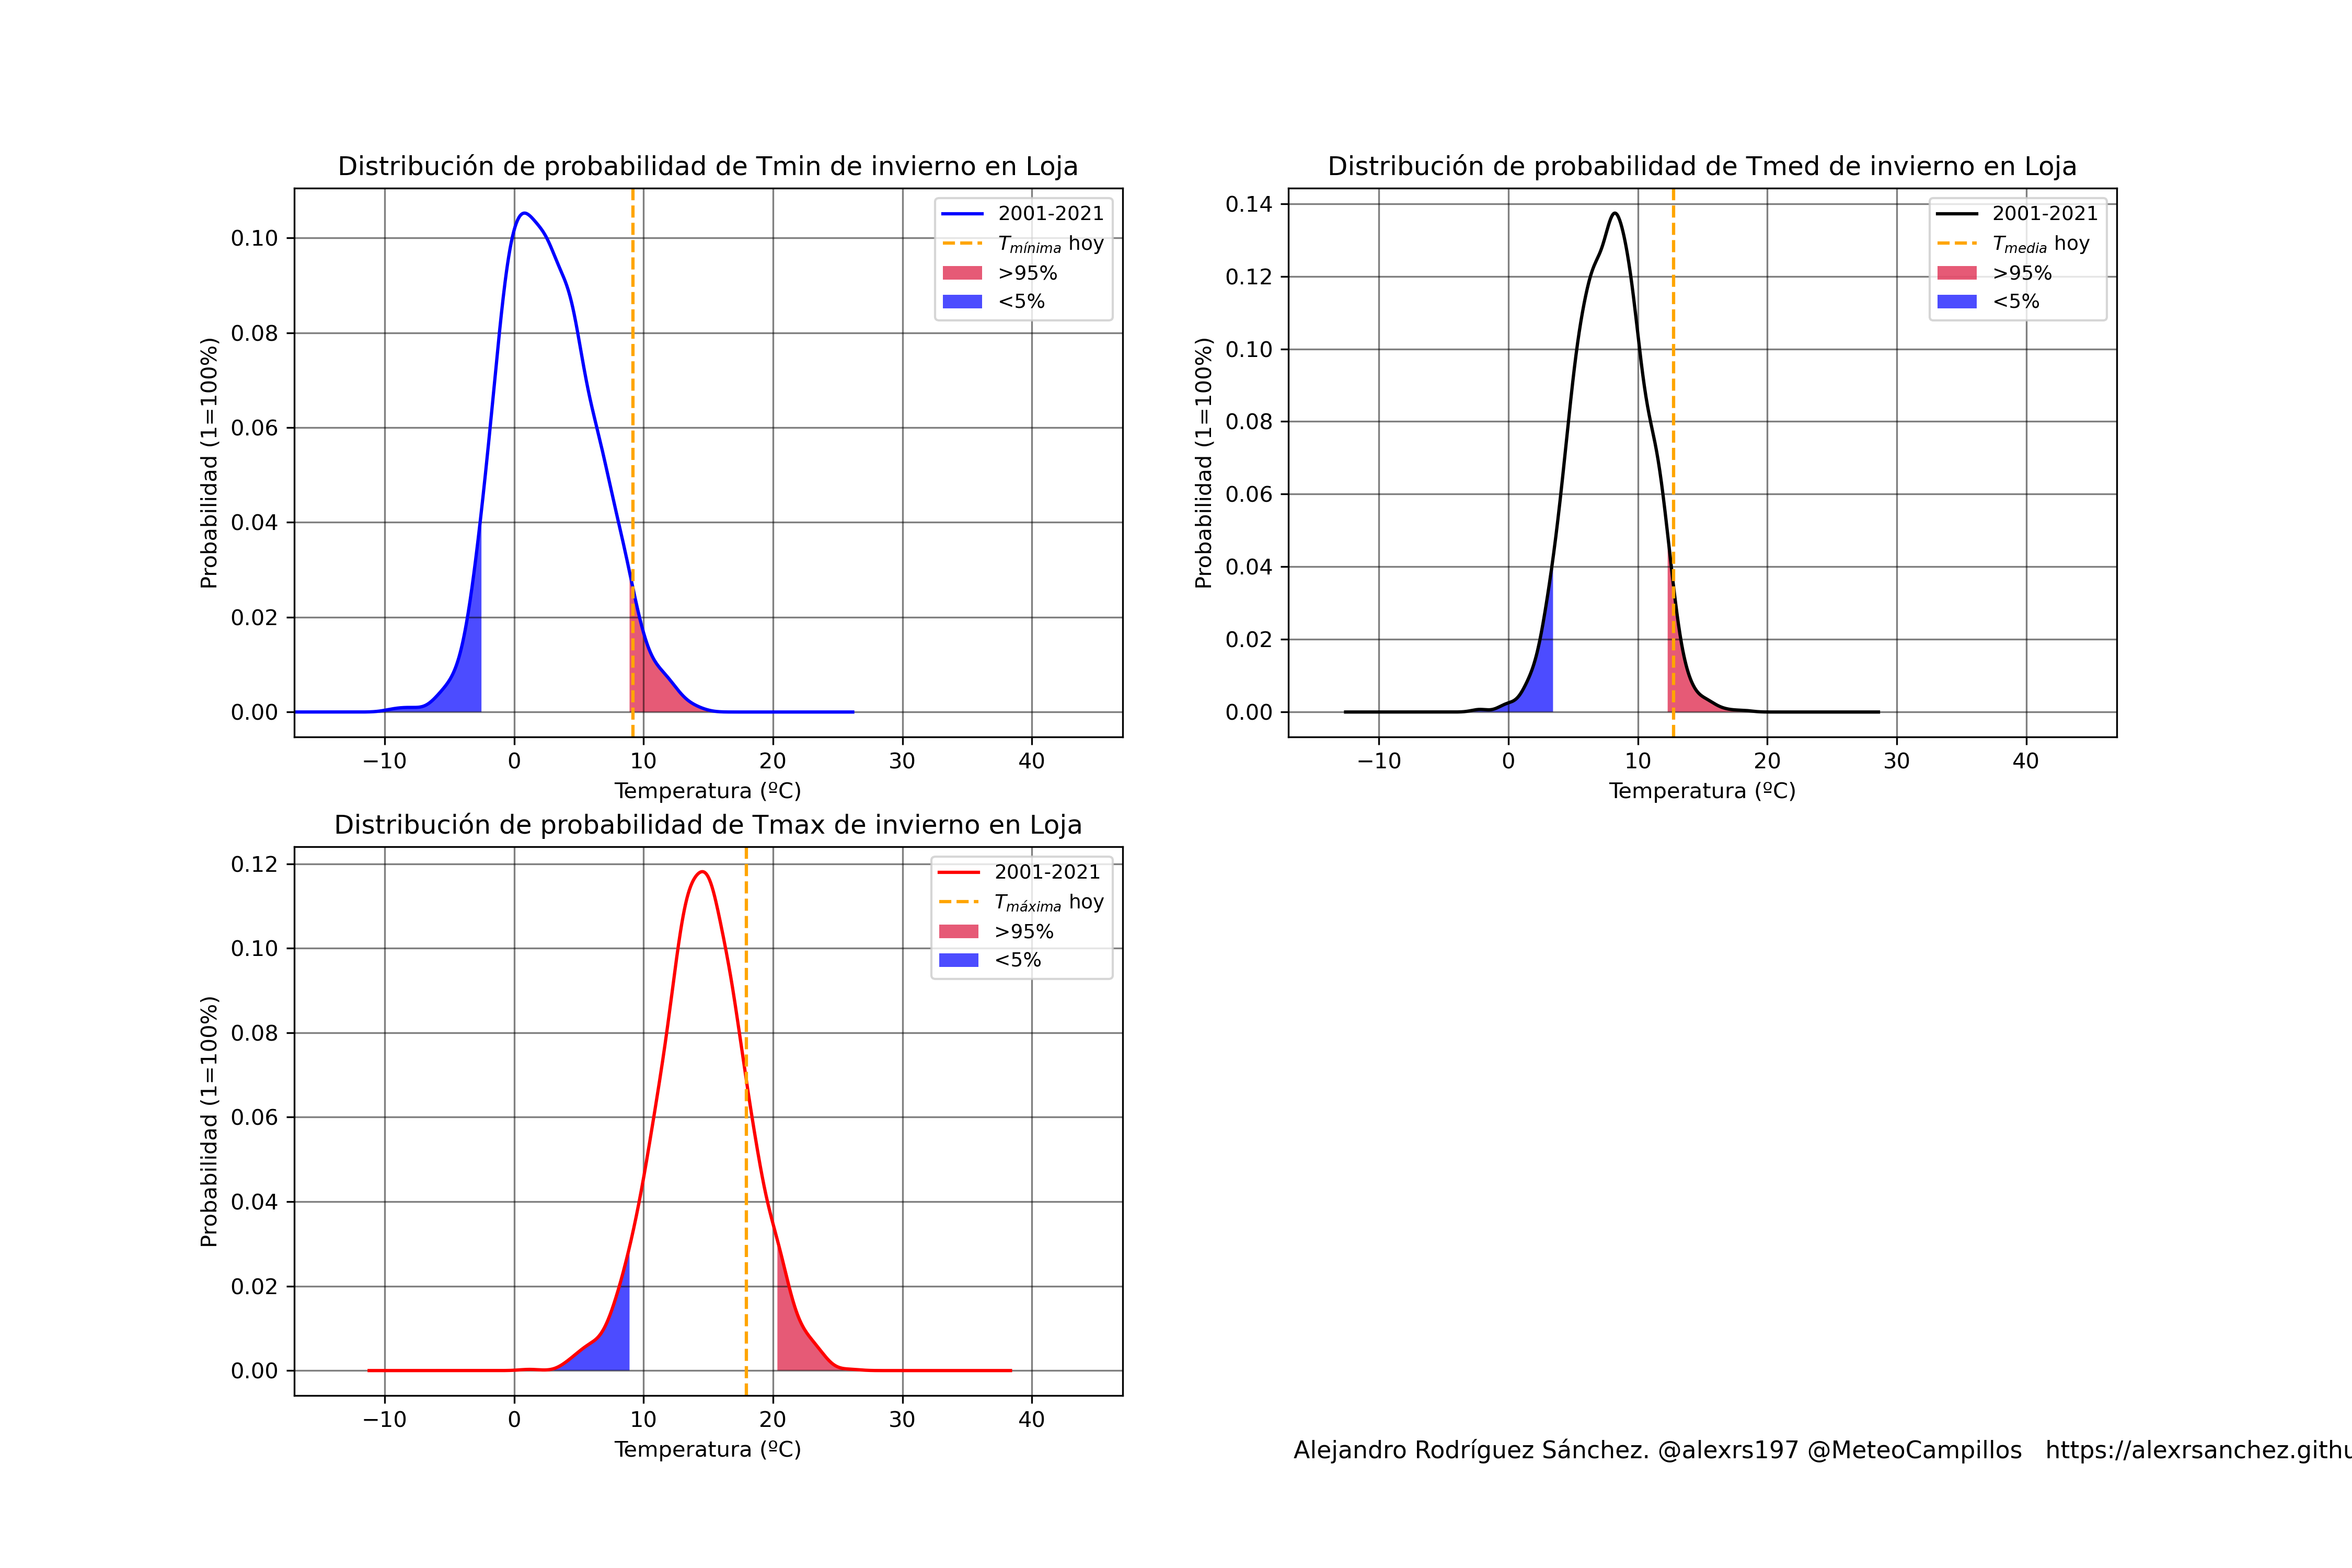 Distribución de probabilidad de Tmin de invierno en Loja
2001-2021
Tmínima hoy
>95%
<5%
Probabilidad (1=100%)
0.10
0.08
0.06
0.04
0.02
0.00
−10 0 10 20 30 40
Temperatura (ºC)
Distribución de probabilidad de Tmed de invierno en Loja
2001-2021
Tmedia hoy
>95%
<5%
Probabilidad (1=100%)
0.14
0.12
0.10
0.08
0.06
0.04
0.02
0.00
−10 0 10 20 30 40
Temperatura (ºC)
Distribución de probabilidad de Tmax de invierno en Loja
2001-2021
Tmáxima hoy
>95%
<5%
Probabilidad (1=100%)
0.12
0.10
0.08
0.06
0.04
0.02
0.00
−10 0 10 20 30 40
Temperatura (ºC)
Alejandro Rodríguez Sánchez. @alexrs197 @MeteoCampillos https://alexrsanchez.githu